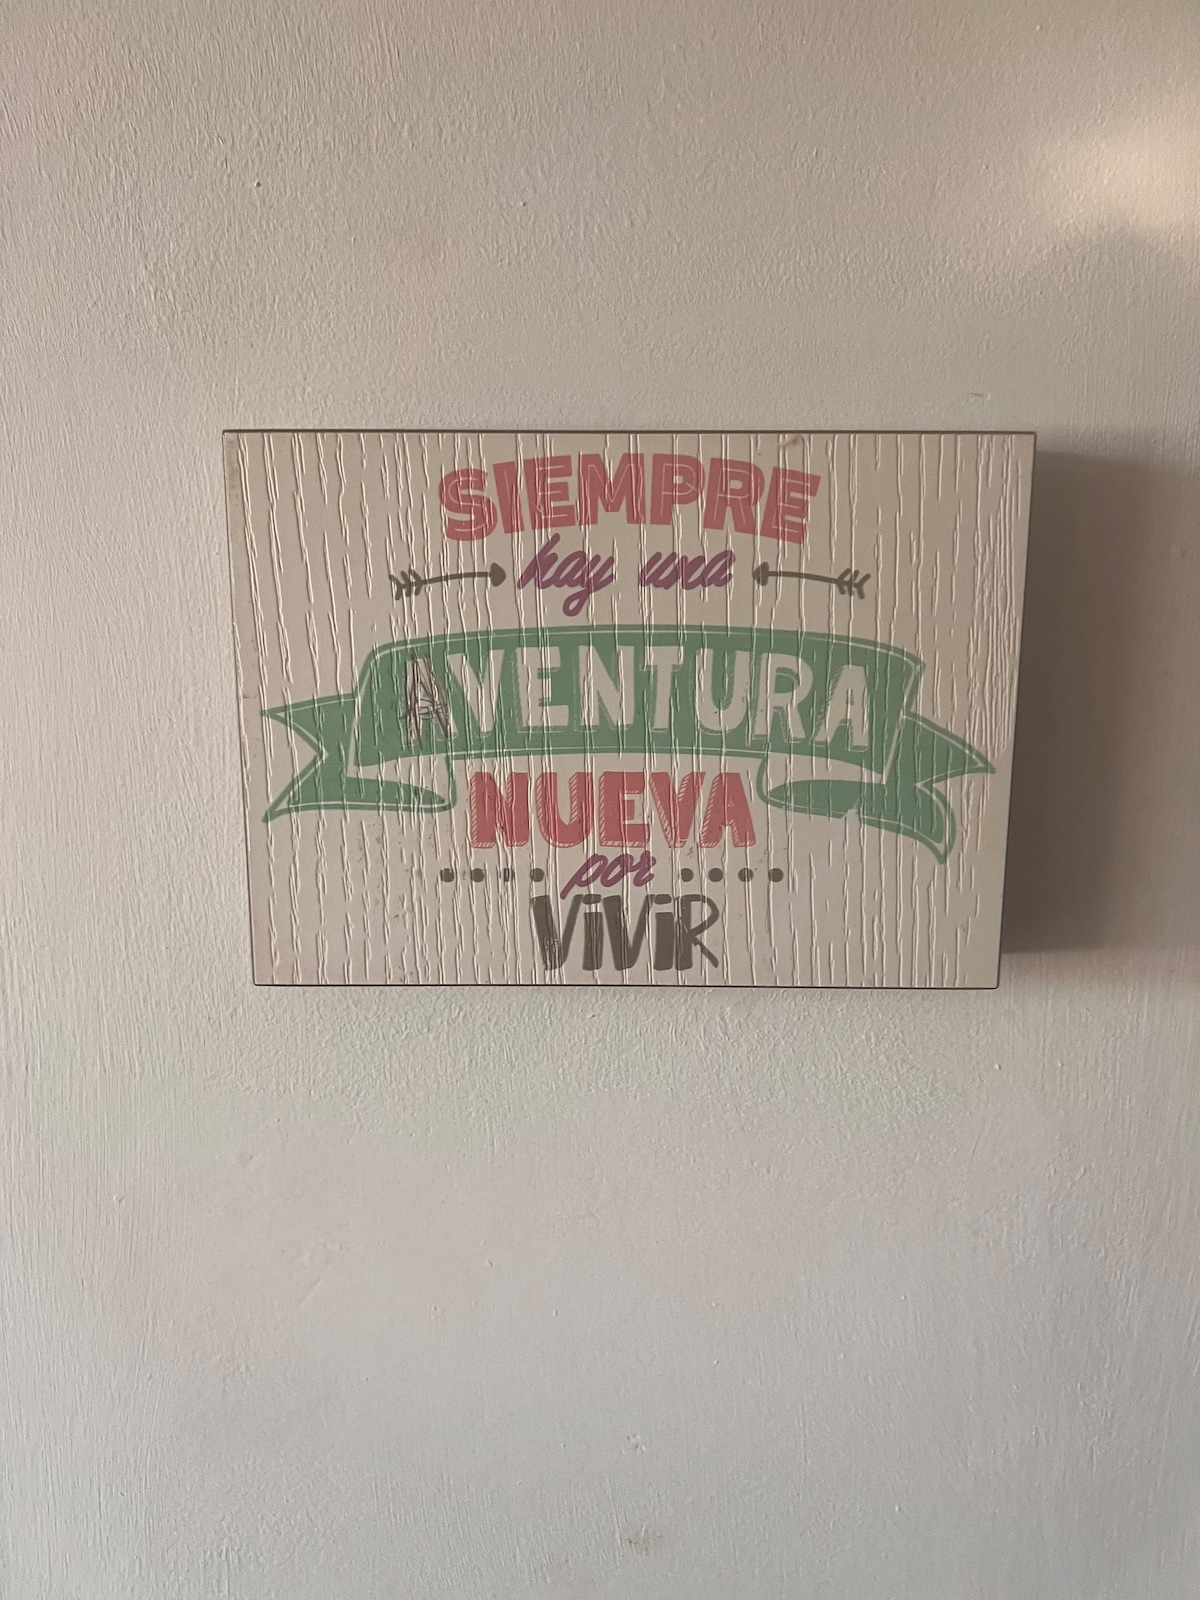 SIEMPRE
hay una
AVENTURA
NUEVA
por
ViViR